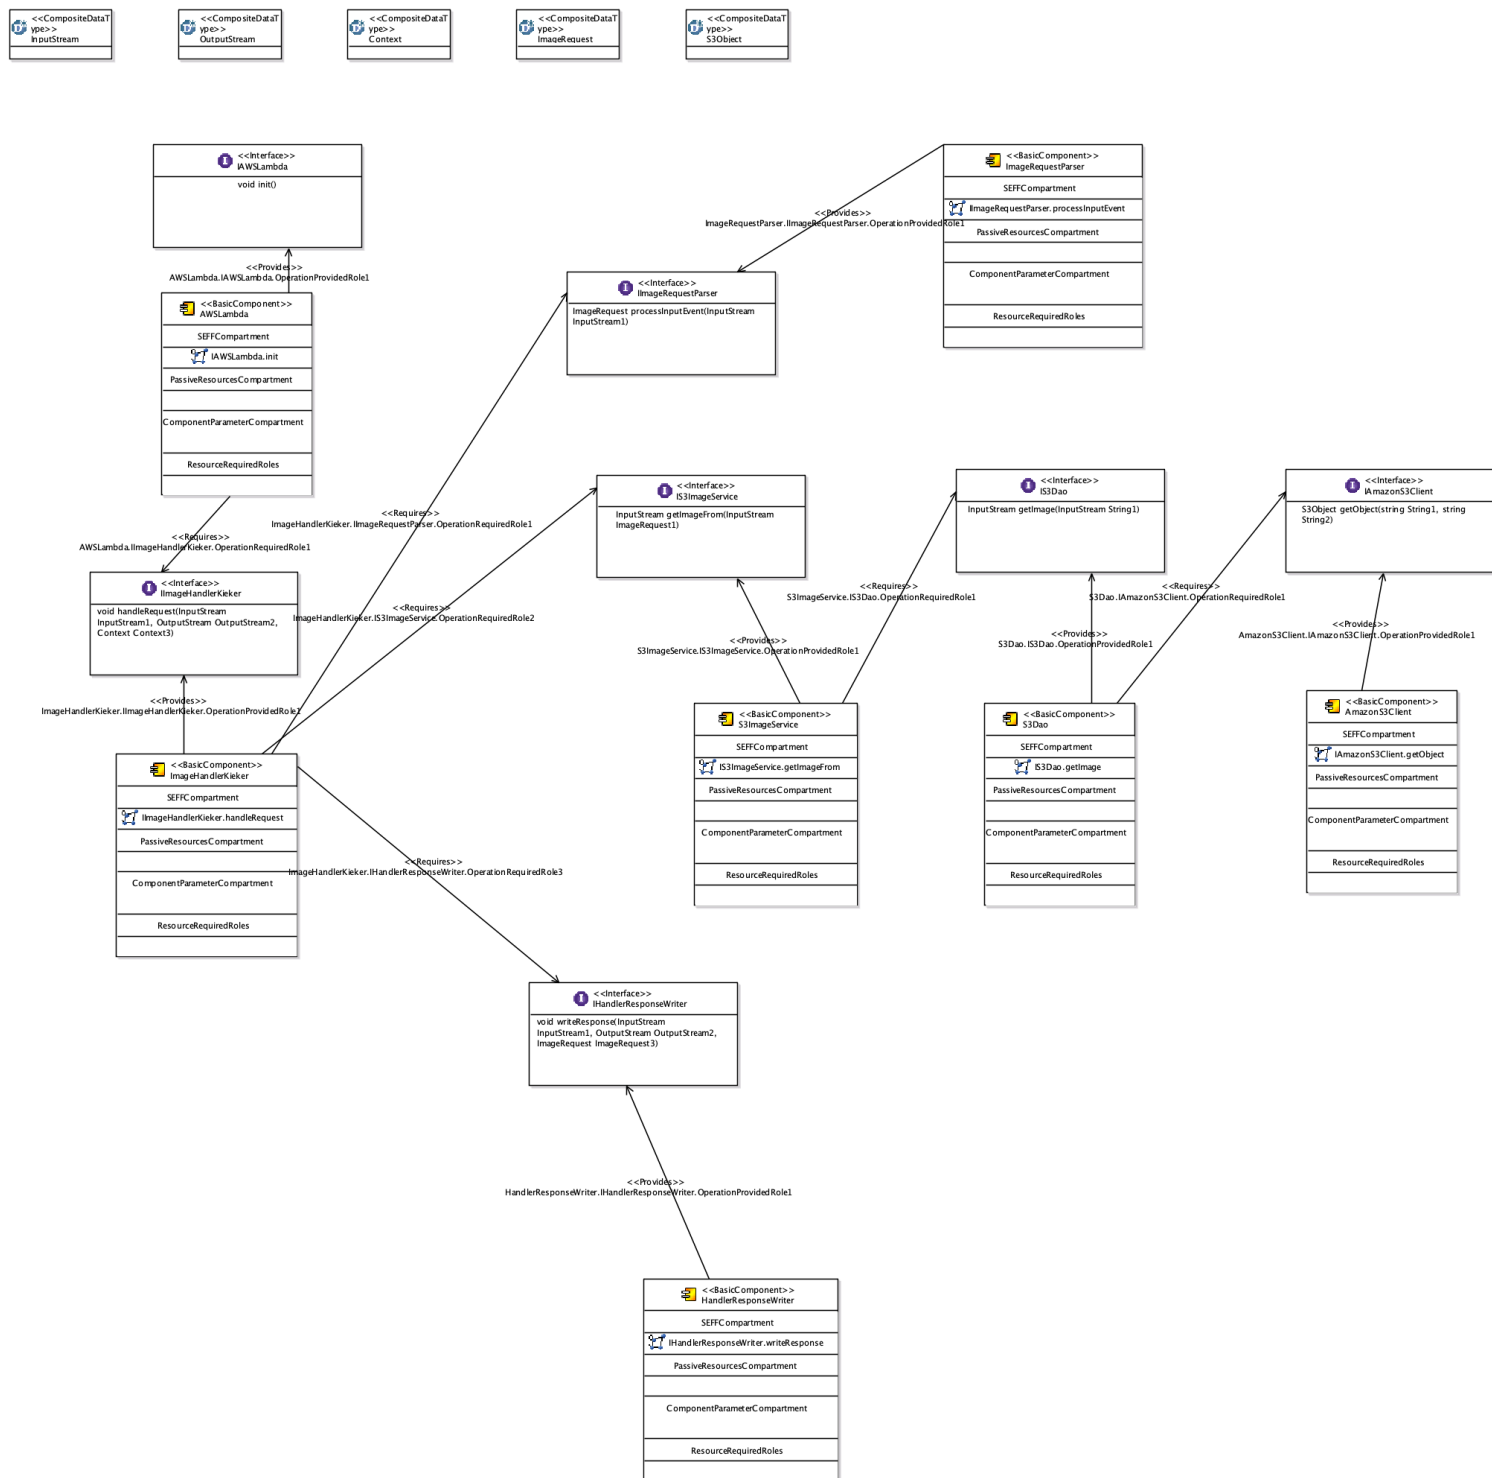 <<CompositeDataT
ype>>
InputStream
<<CompositeDataT
ype>>
OutputStream
<<CompositeDataT
ype>>
Context
<<CompositeDataT
ype>>
ImageRequest
<<CompositeDataT
ype>>
S3Object
<<Interface>>
IAWSLambda
void init()
<<Provides>>
AWSLambda.IAWSLambda.OperationProvidedRole1
<<BasicComponent>>
AWSLambda
SEFFCompartment
IAWSLambda.init
PassiveResourcesCompartment
ComponentParameterCompartment
ResourceRequiredRoles
<<Requires>>
AWSLambda.IImageHandlerKieker.OperationRequiredRole1
<<Interface>>
IImageHandlerKieker
void handleRequest(InputStream
InputStream1, OutputStream OutputStream2,
Context Context3)
<<Provides>>
ImageHandlerKieker.IImageHandlerKieker.OperationProvidedRole1
<<BasicComponent>>
ImageHandlerKieker
SEFFCompartment
IImageHandlerKieker.handleRequest
PassiveResourcesCompartment
ComponentParameterCompartment
ResourceRequiredRoles
<<BasicComponent>>
ImageRequestParser
SEFFCompartment
IImageRequestParser.processInputEvent
PassiveResourcesCompartment
ComponentParameterCompartment
ResourceRequiredRoles
<<Provides>>
ImageRequestParser.IImageRequestParser.OperationProvidedRole1
<<Interface>>
IImageRequestParser
ImageRequest processInputEvent(InputStream
InputStream1)
<<Requires>>
ImageHandlerKieker.IImageRequestParser.OperationRequiredRole1
<<Interface>>
IS3ImageService
InputStream getImageFrom(InputStream
ImageRequest1)
<<Requires>>
ImageHandlerKieker.IS3ImageService.OperationRequiredRole2
<<Provides>>
S3ImageService.IS3ImageService.OperationProvidedRole1
<<BasicComponent>>
S3ImageService
SEFFCompartment
IS3ImageService.getImageFrom
PassiveResourcesCompartment
ComponentParameterCompartment
ResourceRequiredRoles
<<Interface>>
IS3Dao
InputStream getImage(InputStream String1)
<<Requires>>
S3ImageService.IS3Dao.OperationRequiredRole1
<<Provides>>
S3Dao.IS3Dao.OperationProvidedRole1
<<BasicComponent>>
S3Dao
SEFFCompartment
IS3Dao.getImage
PassiveResourcesCompartment
ComponentParameterCompartment
ResourceRequiredRoles
<<Interface>>
IAmazonS3Client
S3Object getObject(string String1, string
String2)
<<Requires>>
S3Dao.IAmazonS3Client.OperationRequiredRole1
<<Provides>>
AmazonS3Client.IAmazonS3Client.OperationProvidedRole1
<<BasicComponent>>
AmazonS3Client
SEFFCompartment
IAmazonS3Client.getObject
PassiveResourcesCompartment
ComponentParameterCompartment
ResourceRequiredRoles
<<Requires>>
ImageHandlerKieker.IHandlerResponseWriter.OperationRequiredRole3
<<Interface>>
IHandlerResponseWriter
void writeResponse(InputStream
InputStream1, OutputStream OutputStream2,
ImageRequest ImageRequest3)
<<Provides>>
HandlerResponseWriter.IHandlerResponseWriter.OperationProvidedRole1
<<BasicComponent>>
HandlerResponseWriter
SEFFCompartment
IHandlerResponseWriter.writeResponse
PassiveResourcesCompartment
ComponentParameterCompartment
ResourceRequiredRoles